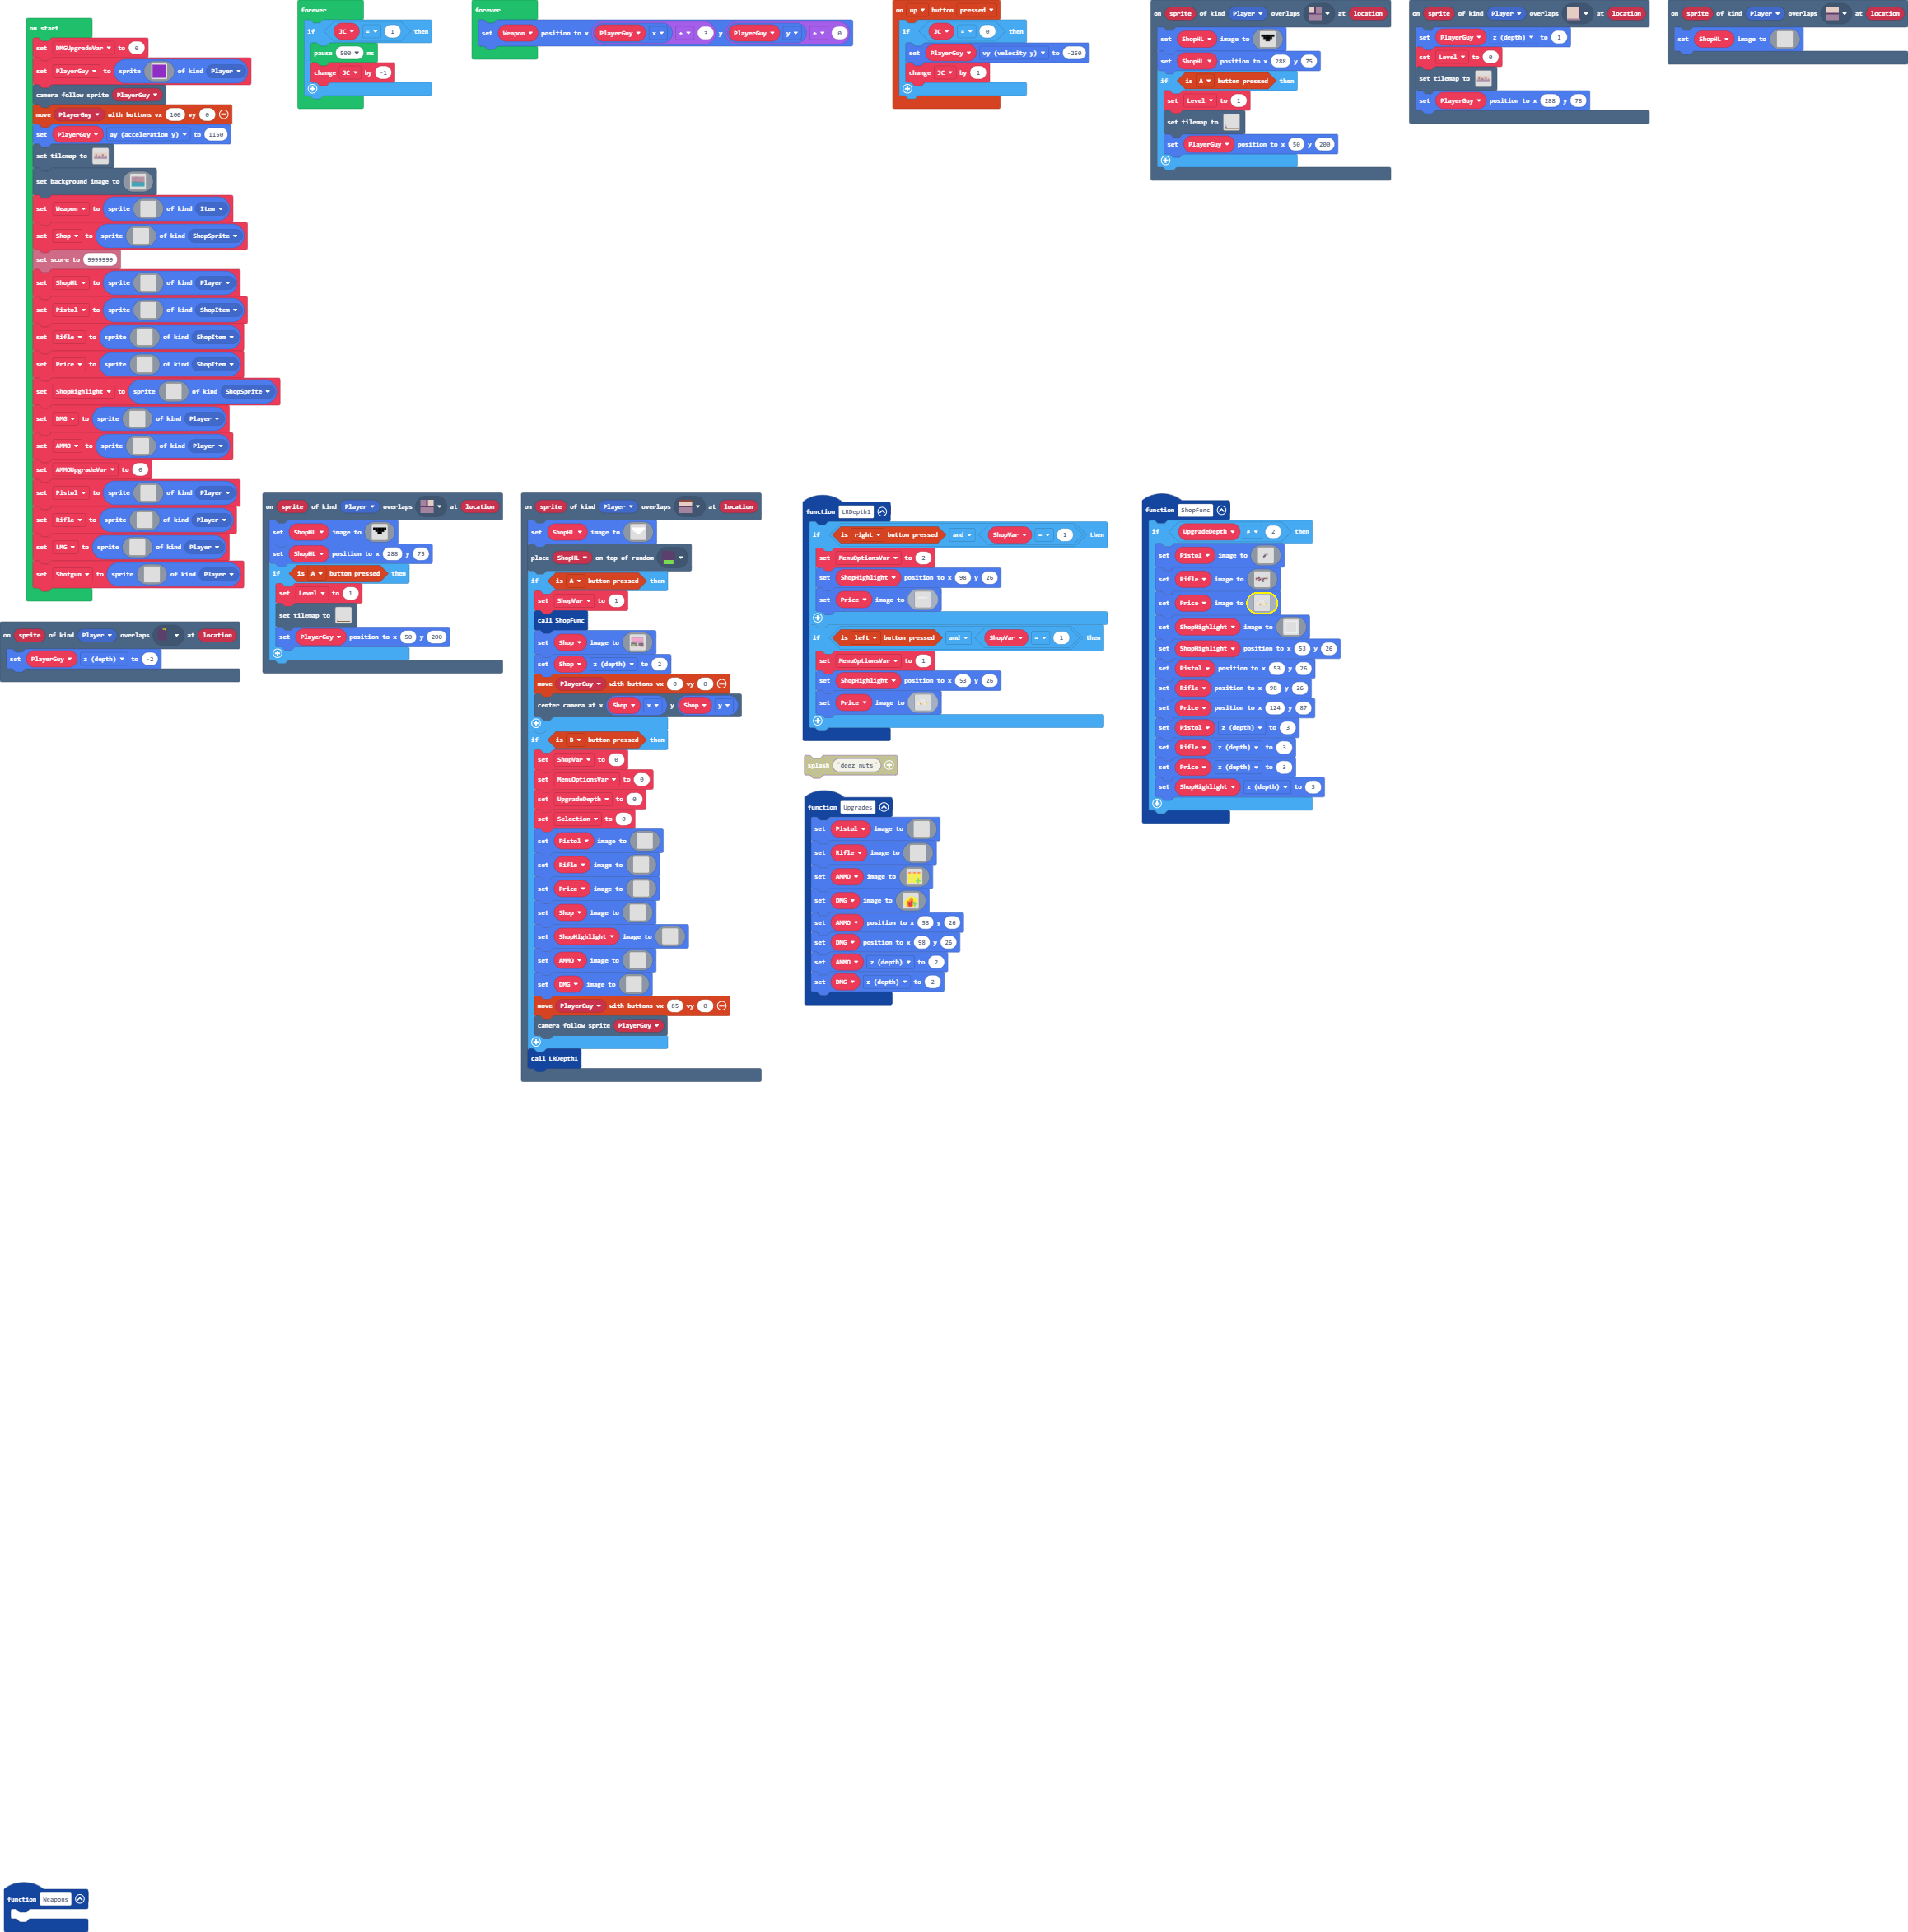 on start
set DMGUpgradeVar to 0
set PlayerGuy to sprite of kind Player
camera follow sprite PlayerGuy
move PlayerGuy with buttons vx 100 vy 0
set PlayerGuy ay (acceleration y) to 1150
set tilemap to
set background image to
set Weapon to sprite of kind Item
set Shop to sprite of kind ShopSprite
set score to 9999999
set ShopHL to sprite of kind Player
set Pistol to sprite of kind ShopItem
set Rifle to sprite of kind ShopItem
set Price to sprite of kind ShopItem
set ShopHighlight to sprite of kind ShopSprite
set DMG to sprite of kind Player
set AMMO to sprite of kind Player
set AMMOUpgradeVar to 0
set Pistol to sprite of kind Player
set Rifle to sprite of kind Player
set LMG to sprite of kind Player
set Shotgun to sprite of kind Player
on sprite of kind Player overlaps at location
set PlayerGuy z (depth) to -2
forever
if JC = 1 then
pause 500 ms
change JC by -1
forever
set Weapon position to x PlayerGuy x + 3 y PlayerGuy y + 0
on up button pressed
if JC = 0 then
set PlayerGuy vy (velocity y) to -250
change JC by 1
on sprite of kind Player overlaps at location
set ShopHL image to
set ShopHL position to x 288 y 75
if is A button pressed then
set Level to 1
set tilemap to
set PlayerGuy position to x 50 y 200
on sprite of kind Player overlaps at location
set PlayerGuy z (depth) to 1
set Level to 0
set tilemap to
set PlayerGuy position to x 288 y 78
on sprite of kind Player overlaps at location
set ShopHL image to
on sprite of kind Player overlaps at location
set ShopHL image to
set ShopHL position to x 288 y 75
if is A button pressed then
set Level to 1
set tilemap to
set PlayerGuy position to x 50 y 200
on sprite of kind Player overlaps at location
set ShopHL image to
place ShopHL on top of random
if is A button pressed then
set ShopVar to 1
call ShopFunc
set Shop image to
set Shop z (depth) to 2
move PlayerGuy with buttons vx 0 vy 0
center camera at x Shop x y Shop y
if is B button pressed then
set ShopVar to 0
set MenuOptionsVar to 0
set UpgradeDepth to 0
set Selection to 0
set Pistol image to
set Rifle image to
set Price image to
set Shop image to
set ShopHighlight image to
set AMMO image to
set DMG image to
move PlayerGuy with buttons vx 85 vy 0
camera follow sprite PlayerGuy
call LRDepth1
function LRDepth1
if is right button pressed and ShopVar = 1 then
set MenuOptionsVar to 2
set ShopHighlight position to x 98 y 26
set Price image to
if is left button pressed and ShopVar = 1 then
set MenuOptionsVar to 1
set ShopHighlight position to x 53 y 26
set Price image to
splash "deez nuts"
function Upgrades
set Pistol image to
set Rifle image to
set AMMO image to
set DMG image to
set AMMO position to x 53 y 26
set DMG position to x 98 y 26
set AMMO z (depth) to 2
set DMG z (depth) to 2
function ShopFunc
if UpgradeDepth ≠ 2 then
set Pistol image to
set Rifle image to
set Price image to
set ShopHighlight image to
set ShopHighlight position to x 53 y 26
set Pistol position to x 53 y 26
set Rifle position to x 98 y 26
set Price position to x 124 y 87
set Pistol z (depth) to 3
set Rifle z (depth) to 3
set Price z (depth) to 3
set ShopHighlight z (depth) to 3
function Weapons